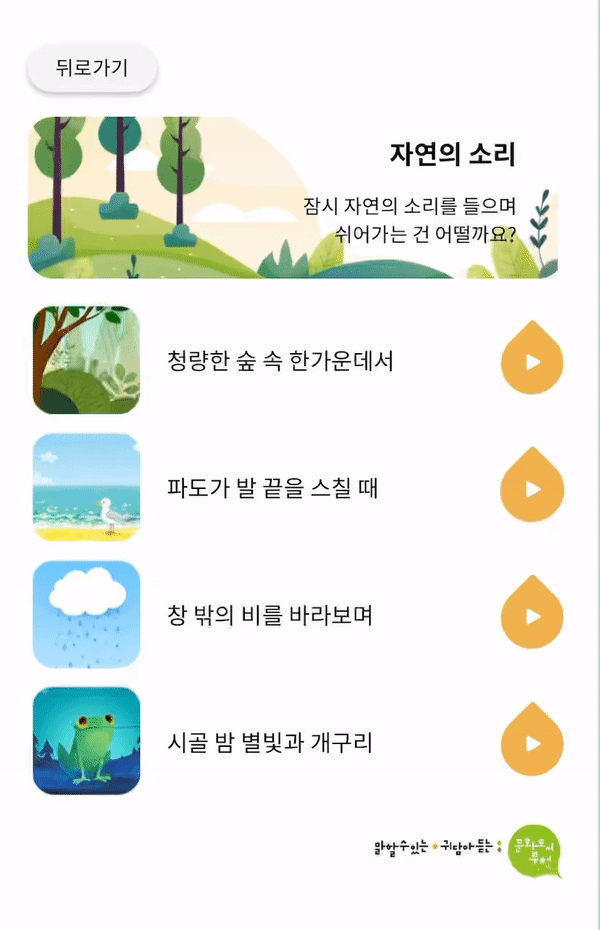 뒤로가기
자연의 소리
잠시 자연의 소리를 들으며
쉬어가는 건 어떨까요?
청량한 숲 속 한가운데서
파도가 발 끝을 스칠 때
창 밖의 비를 바라보며
시골 밤 별빛과 개구리
말할 수 있는 귀담아 듣는